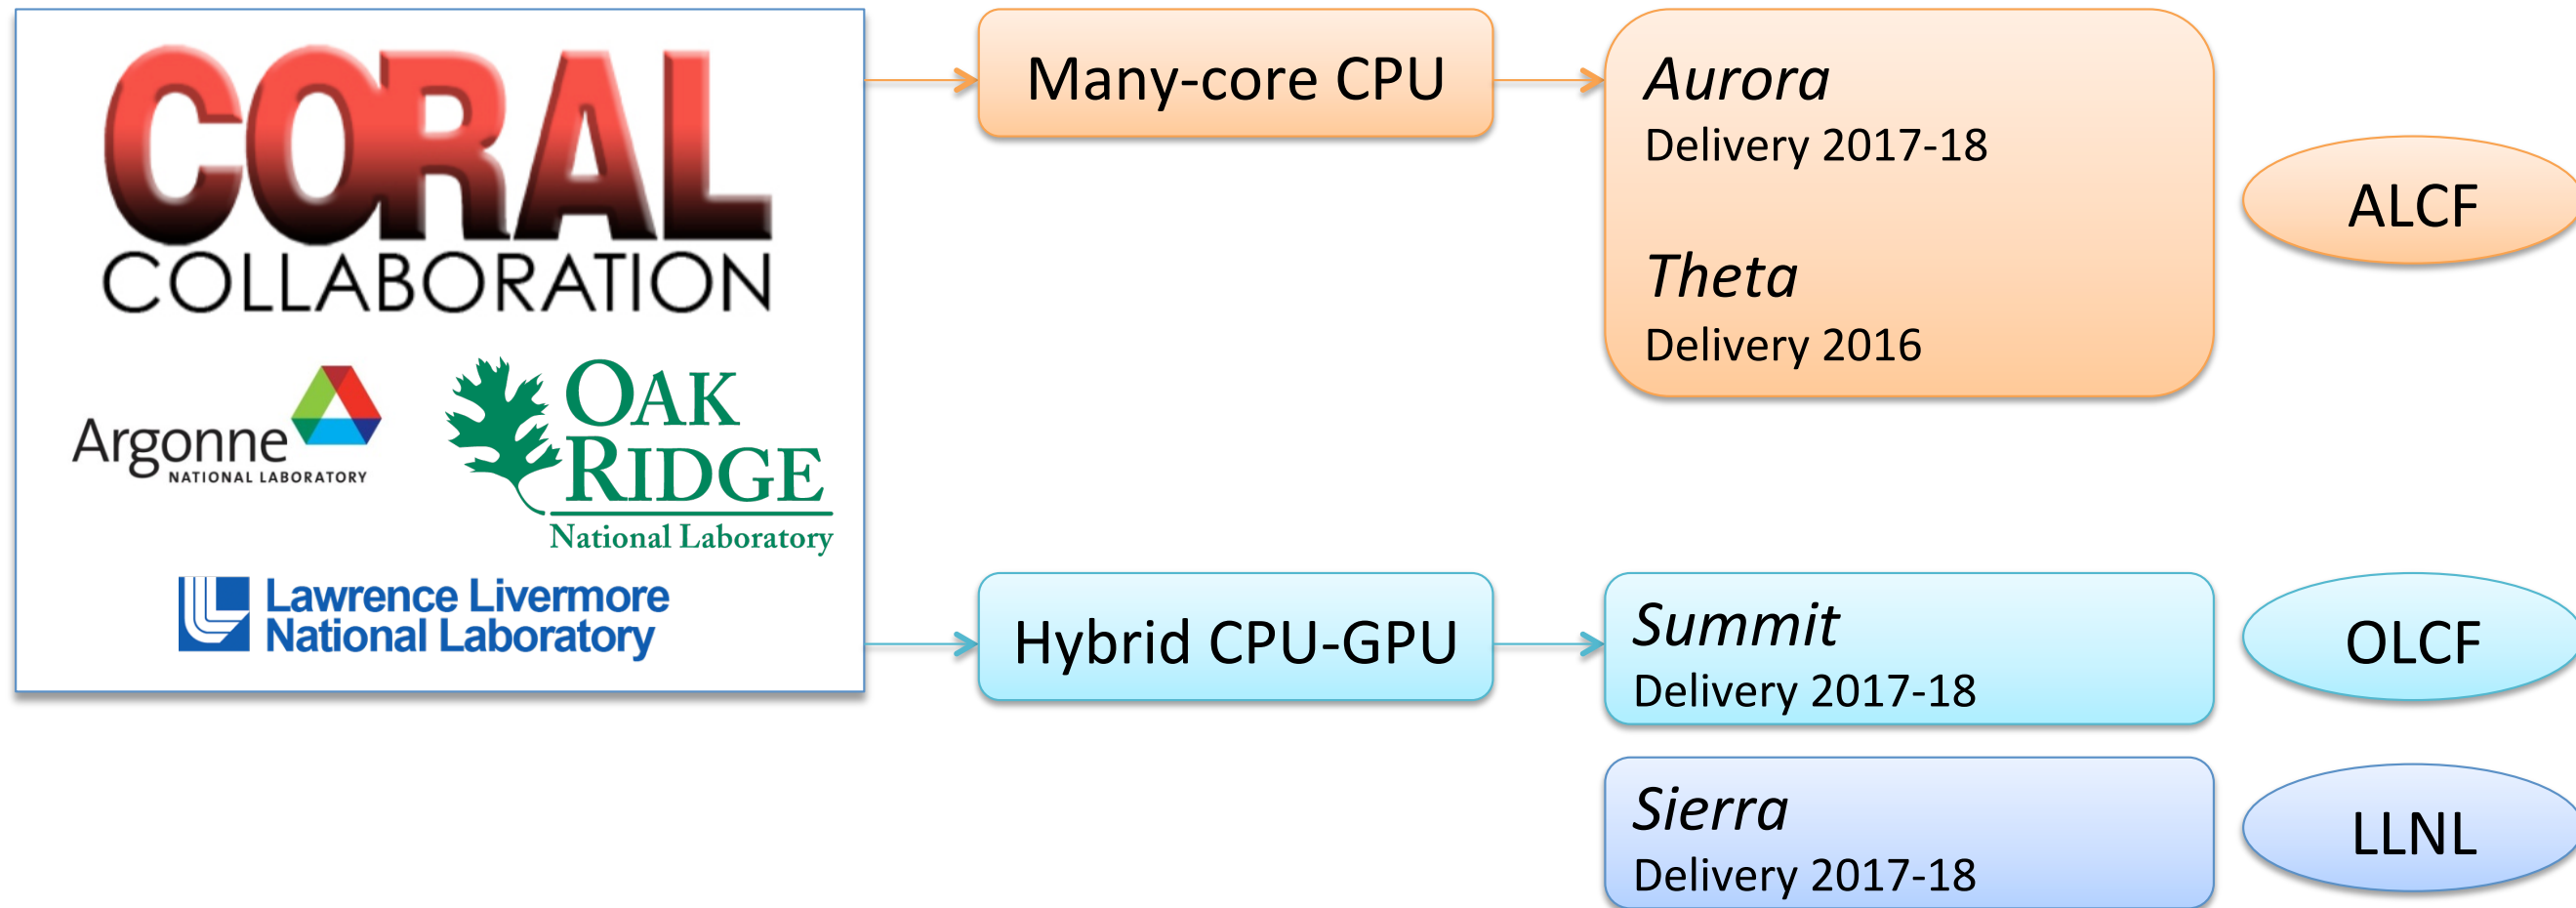 CORAL
COLLABORATION
Argonne
NATIONAL LABORATORY
OAK
RIDGE
National Laboratory
Lawrence Livermore
National Laboratory
Many-core CPU
Aurora
Delivery 2017-18
Theta
Delivery 2016
ALCF
Hybrid CPU-GPU
Summit
Delivery 2017-18
OLCF
Sierra
Delivery 2017-18
LLNL